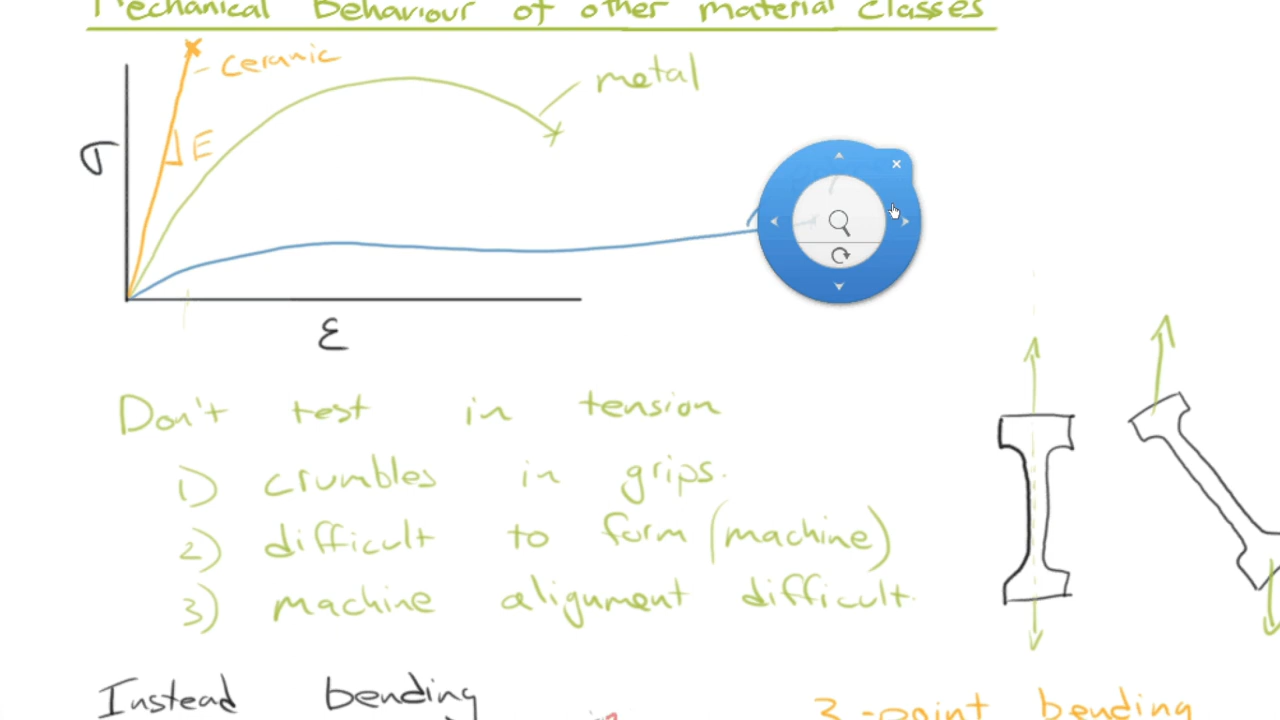 Mechanical Behaviour of other material classes
ceramic
metal
σ
E
ε
Don't test in tension
1) crumbles in grips.
2) difficult to form (machine)
3) machine alignment difficult.
Instead bending
3-point bending